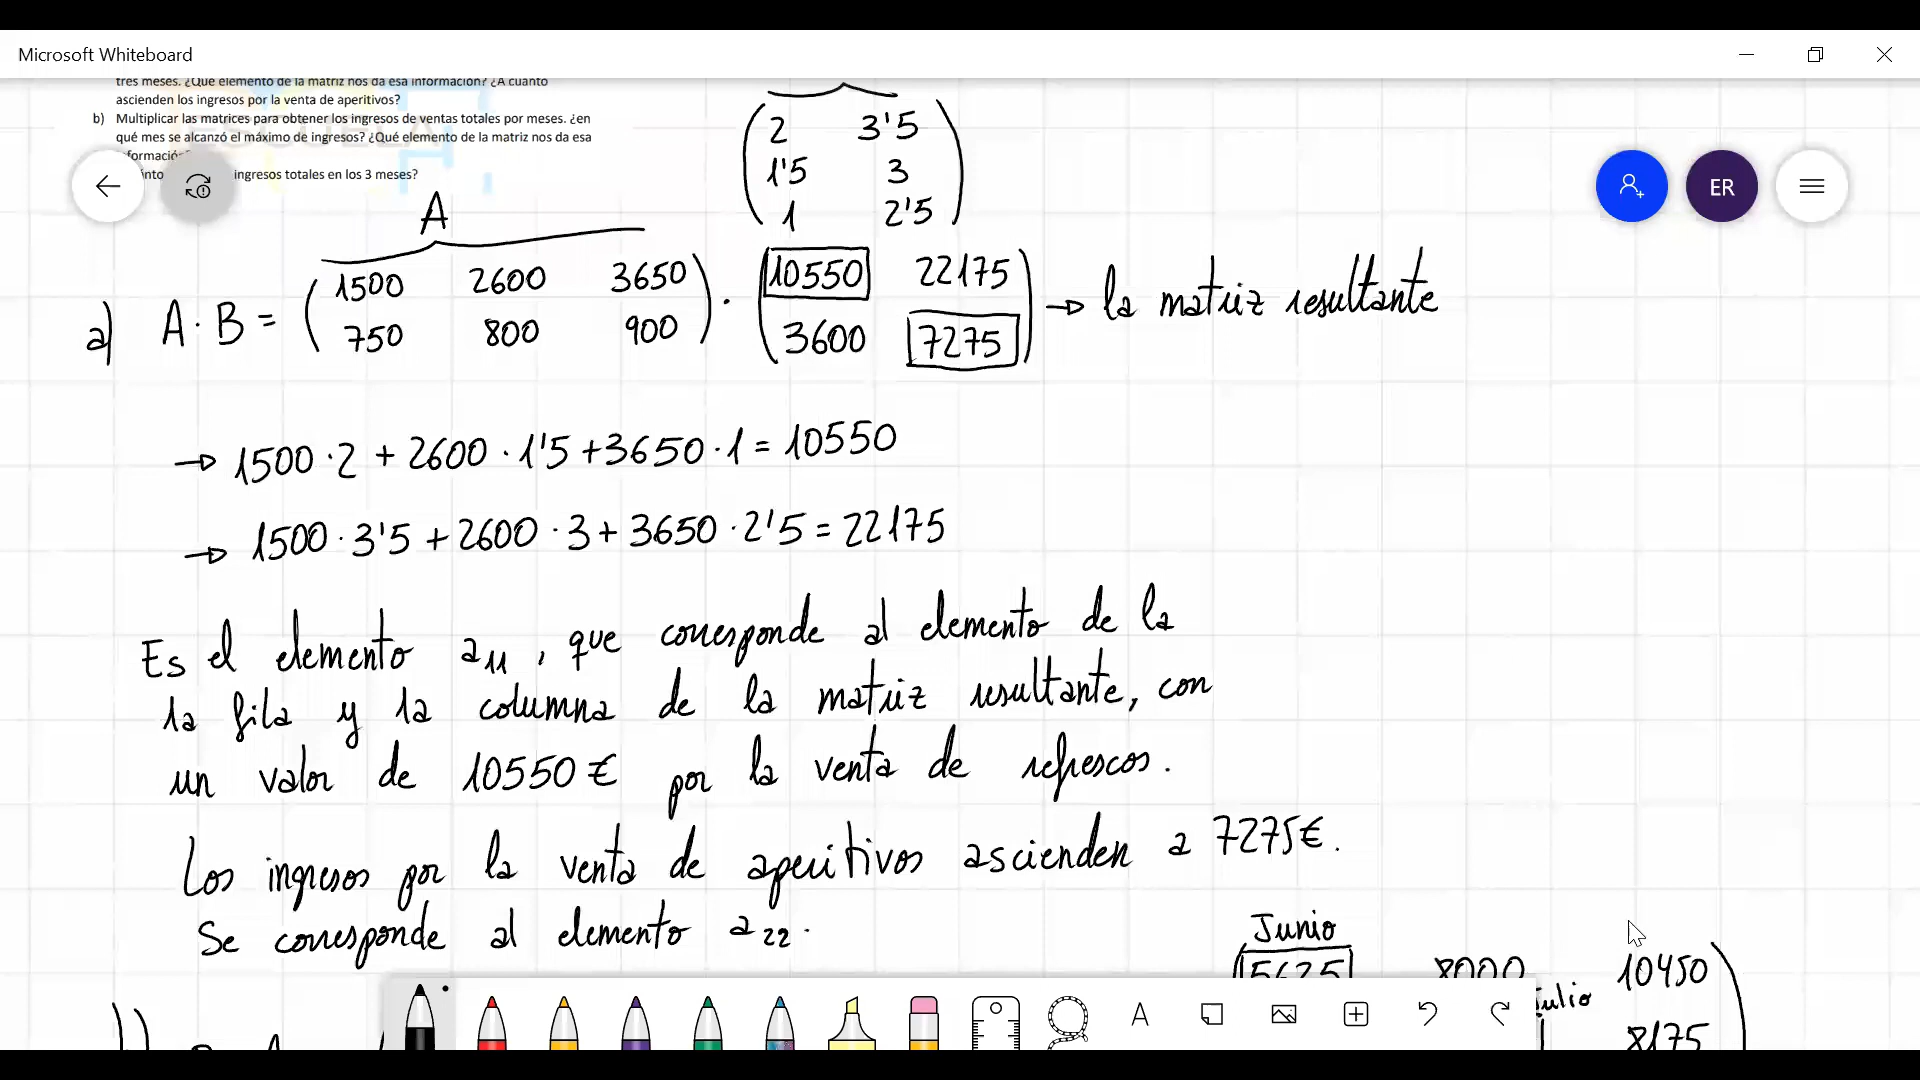 Microsoft Whiteboard
tres meses. ¿Que elemento de la matriz nos da esa información? ¿A cuanto
ascienden los ingresos por la venta de aperitivos?
b) Multiplicar las matrices para obtener los ingresos de ventas totales por meses. ¿en
qué mes se alcanzó el máximo de ingresos? ¿Qué elemento de la matriz nos da esa
ingresos totales en los 3 meses?
ESCUELA
2 3'5
1'5 3
1 2'5
ER
A
a) A · B = ( 1500 2600 3650 ) · ( 10550 22175 ) → la matriz resultante
750 800 900 3600 7275
→ 1500 · 2 + 2600 · 1'5 + 3650 · 1 = 10550
→ 1500 · 3'5 + 2600 · 3 + 3650 · 2'5 = 22175
Es el elemento a11, que corresponde al elemento de la
1a fila y 1a columna de la matriz resultante, con
un valor de 10550 € por la venta de refrescos.
Los ingresos por la venta de aperitivos ascienden a 7275€.
Se corresponde al elemento a22.
Junio
5625 8000 10450
Julio
8175
A